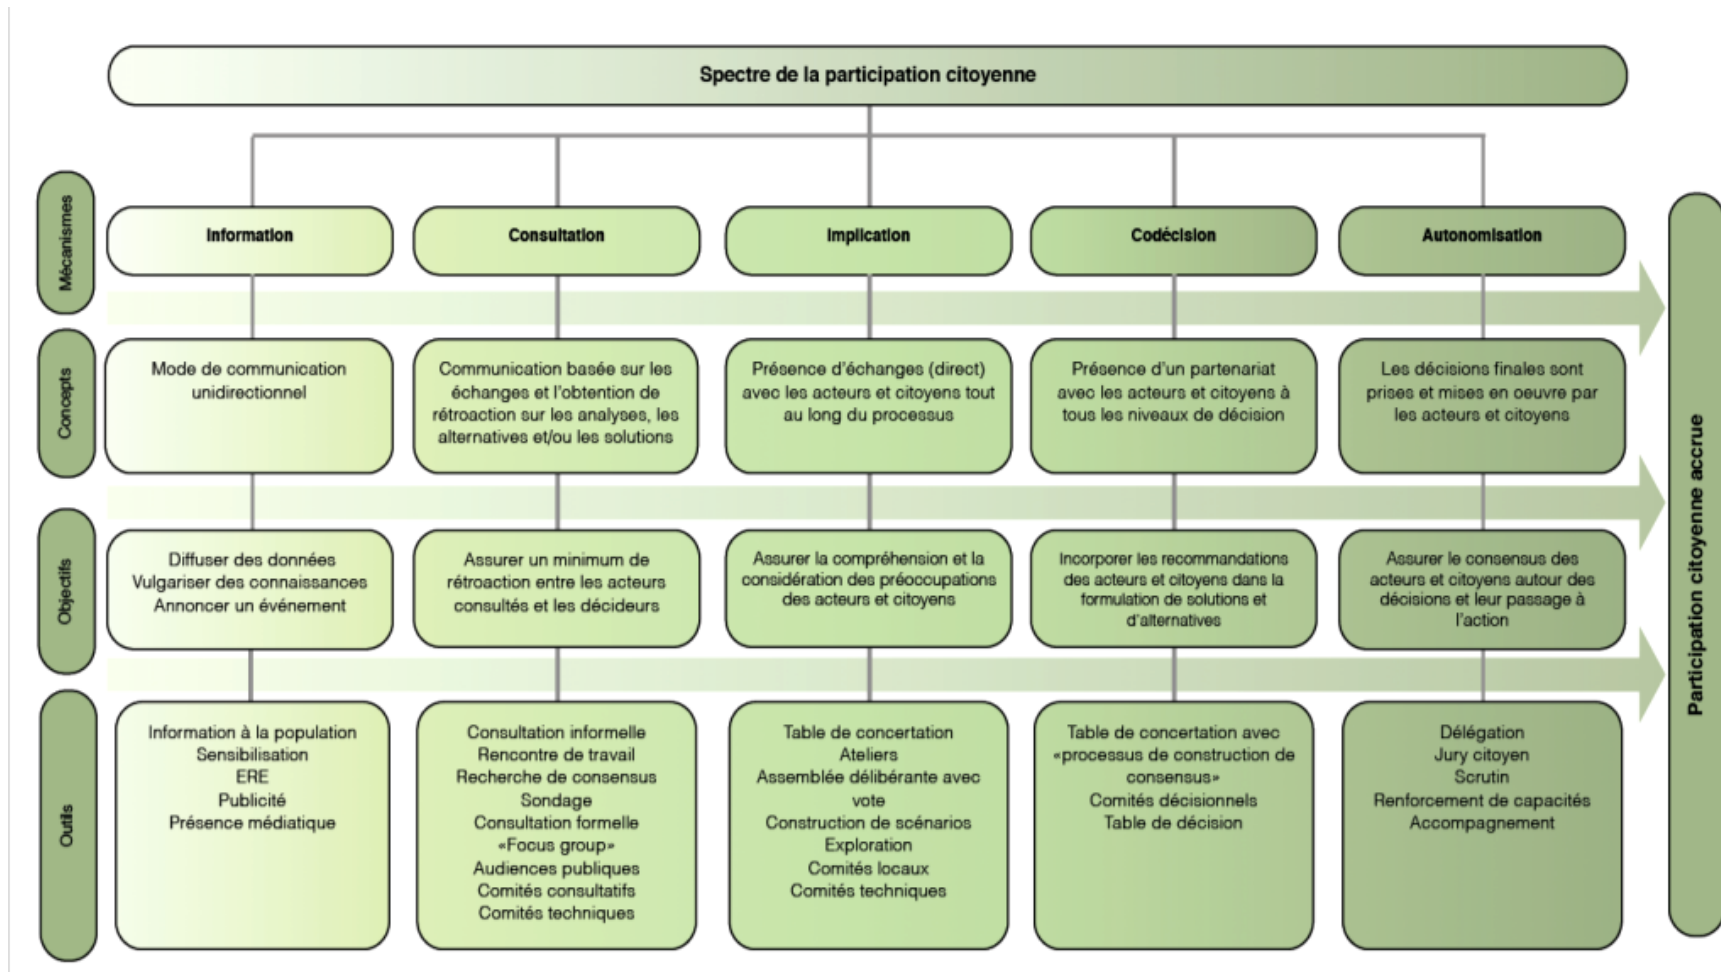 Spectre de la participation citoyenne
Mécanismes
Information
Consultation
Implication
Codécision
Autonomisation
Concepts
Mode de communication
unidirectionnel
Communication basée sur les
échanges et l'obtention de
rétroaction sur les analyses, les
alternatives et/ou les solutions
Présence d'échanges (direct)
avec les acteurs et citoyens tout
au long du processus
Présence d'un partenariat
avec les acteurs et citoyens à
tous les niveaux de décision
Les décisions finales sont
prises et mises en oeuvre par
les acteurs et citoyens
Objectifs
Diffuser des données
Vulgariser des connaissances
Annoncer un événement
Assurer un minimum de
rétroaction entre les acteurs
consultés et les décideurs
Assurer la compréhension et la
considération des préoccupations
des acteurs et citoyens
Incorporer les recommandations
des acteurs et citoyens dans la
formulation de solutions et
d'alternatives
Assurer le consensus des
acteurs et citoyens autour des
décisions et leur passage à
l'action
Outils
Information à la population
Sensibilisation
ERE
Publicité
Présence médiatique
Consultation informelle
Rencontre de travail
Recherche de consensus
Sondage
Consultation formelle
«Focus group»
Audiences publiques
Comités consultatifs
Comités techniques
Table de concertation
Ateliers
Assemblée délibérante avec
vote
Construction de scénarios
Exploration
Comités locaux
Comités techniques
Table de concertation avec
«processus de construction de
consensus»
Comités décisionnels
Table de décision
Délégation
Jury citoyen
Scrutin
Renforcement de capacités
Accompagnement
Participation citoyenne accrue